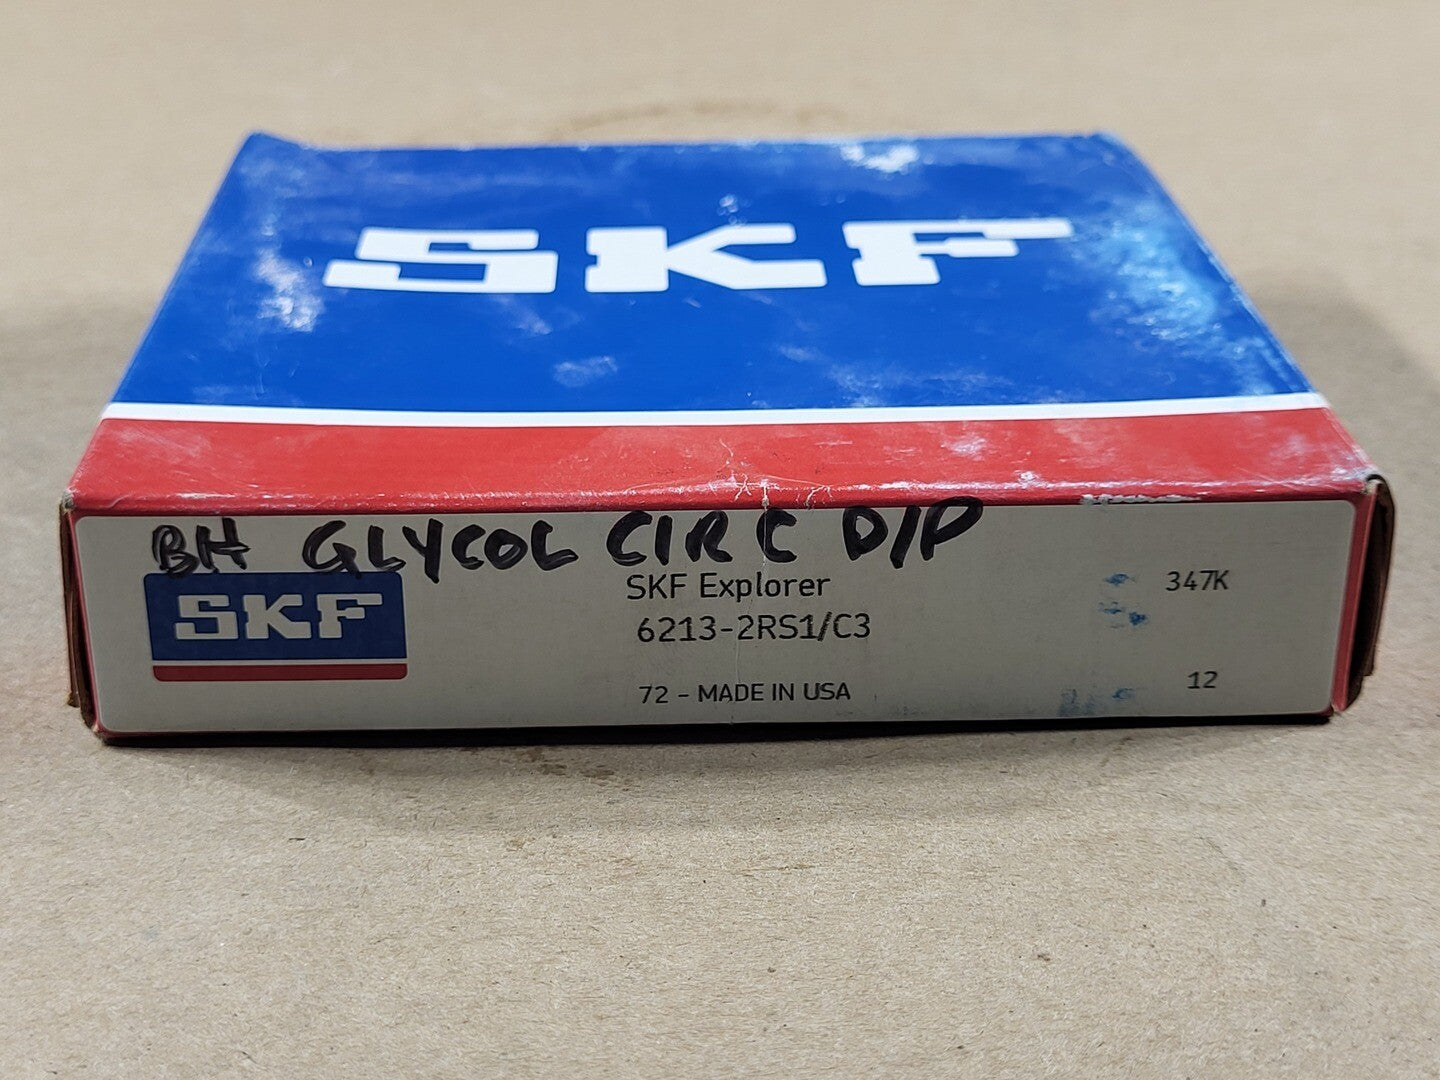 SKF
BH GLYCOL CIRC D/P
SKF
SKF Explorer
347K
6213-2RS1/C3
72 - MADE IN USA
12